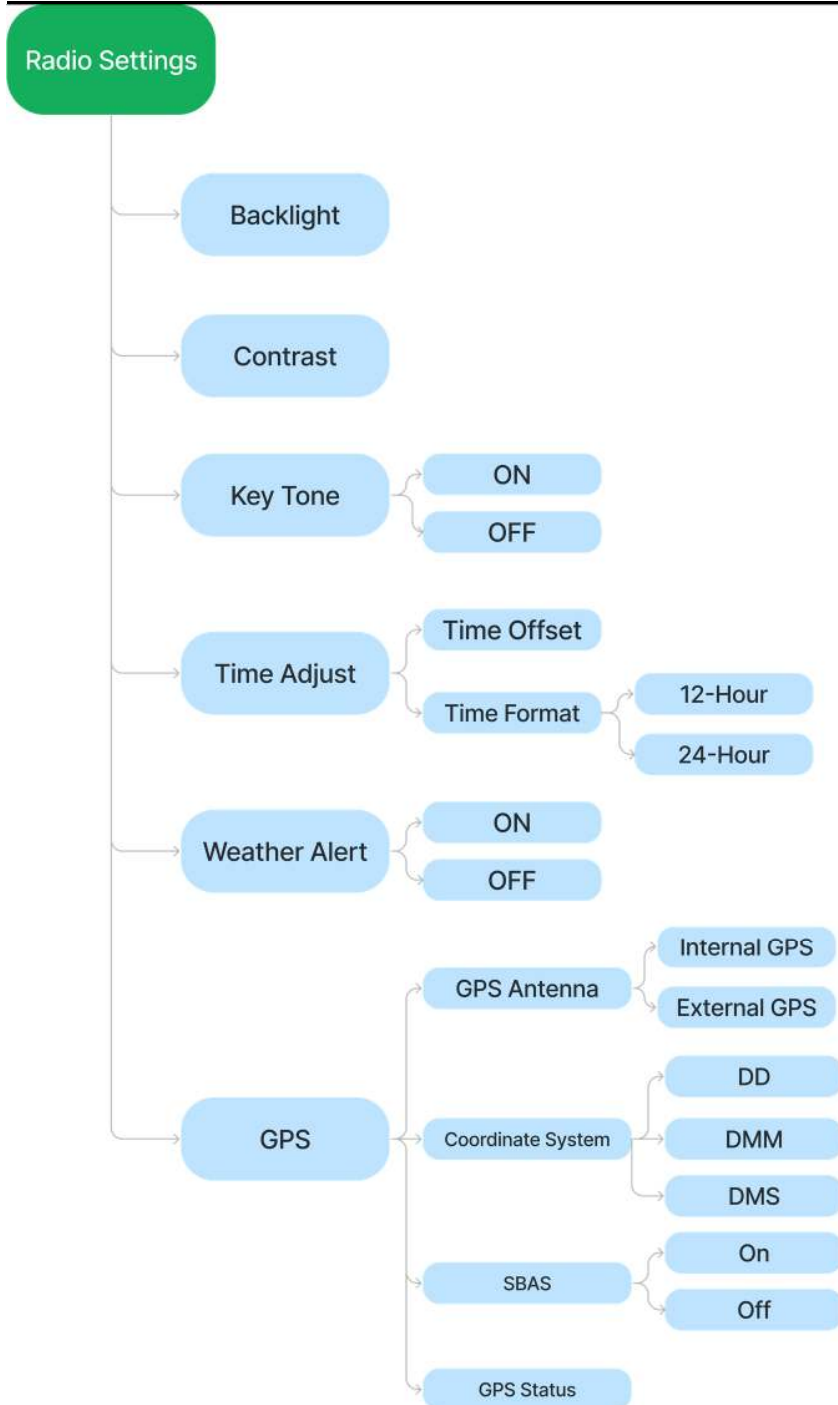 Radio Settings
Backlight
Contrast
Key Tone
ON
OFF
Time Adjust
Time Offset
Time Format
12-Hour
24-Hour
Weather Alert
ON
OFF
GPS
GPS Antenna
Internal GPS
External GPS
Coordinate System
DD
DMM
DMS
SBAS
On
Off
GPS Status